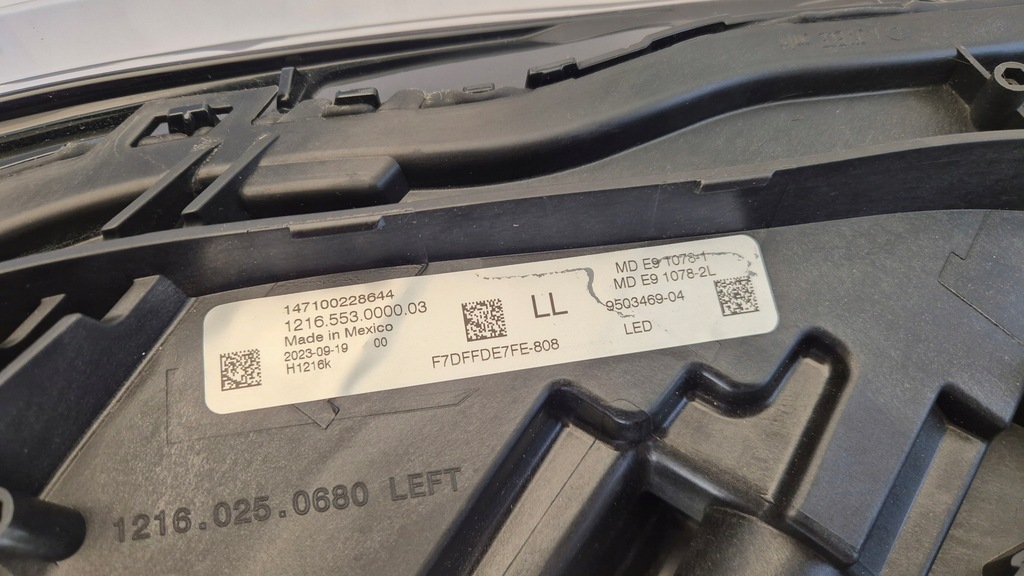 147100228644
1216.553.0000.03
Made in Mexico
2023-09-19 00
H1216k
F7DFFDE7FE-808
LL
MD E9 1078-1
MD E9 1078-2L
9503469-04
LED
1216.025.0680 LEFT